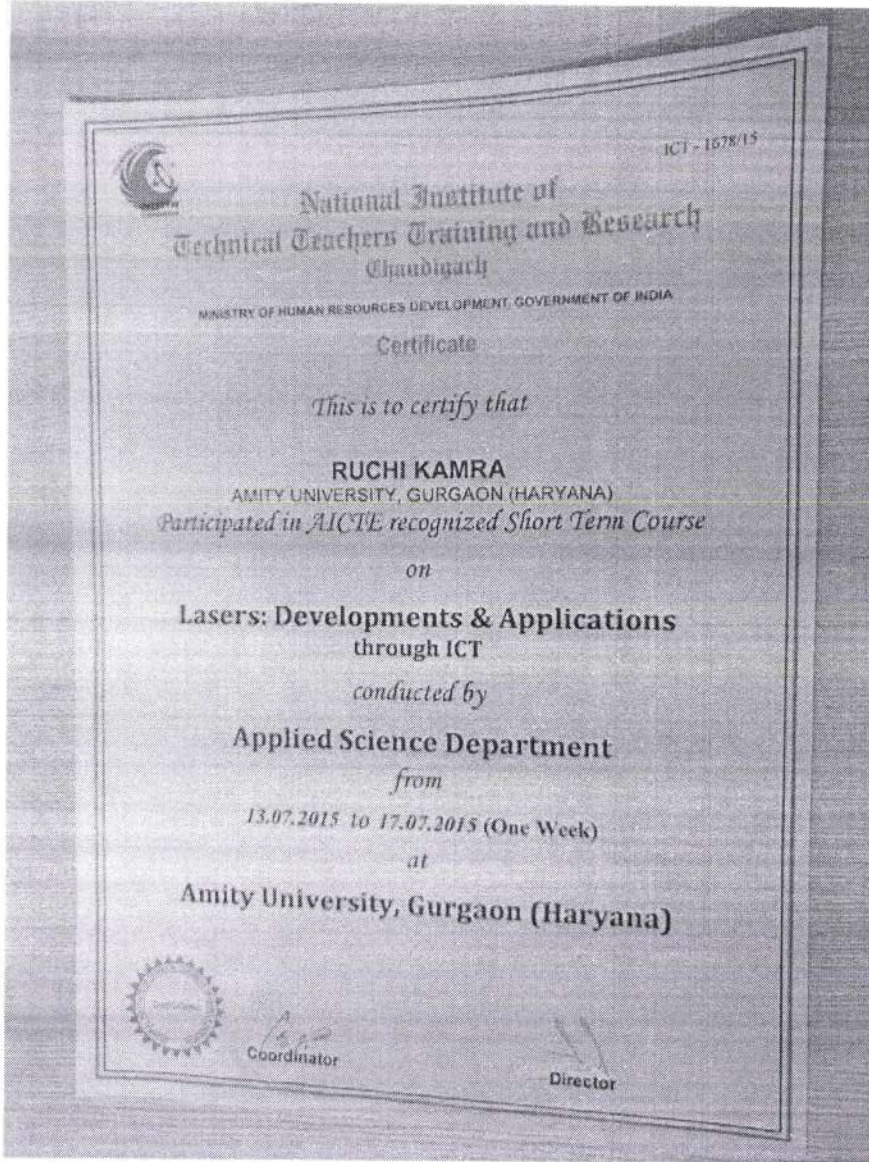 ICT - 1678/15
National Institute of
Technical Teachers Training and Research
Chandigarh
MINISTRY OF HUMAN RESOURCES DEVELOPMENT, GOVERNMENT OF INDIA
Certificate
This is to certify that
RUCHI KAMRA
AMITY UNIVERSITY, GURGAON (HARYANA)
Participated in AICTE recognized Short Term Course
on
Lasers: Developments & Applications
through ICT
conducted by
Applied Science Department
from
13.07.2015 to 17.07.2015 (One Week)
at
Amity University, Gurgaon (Haryana)
Coordinator
Director